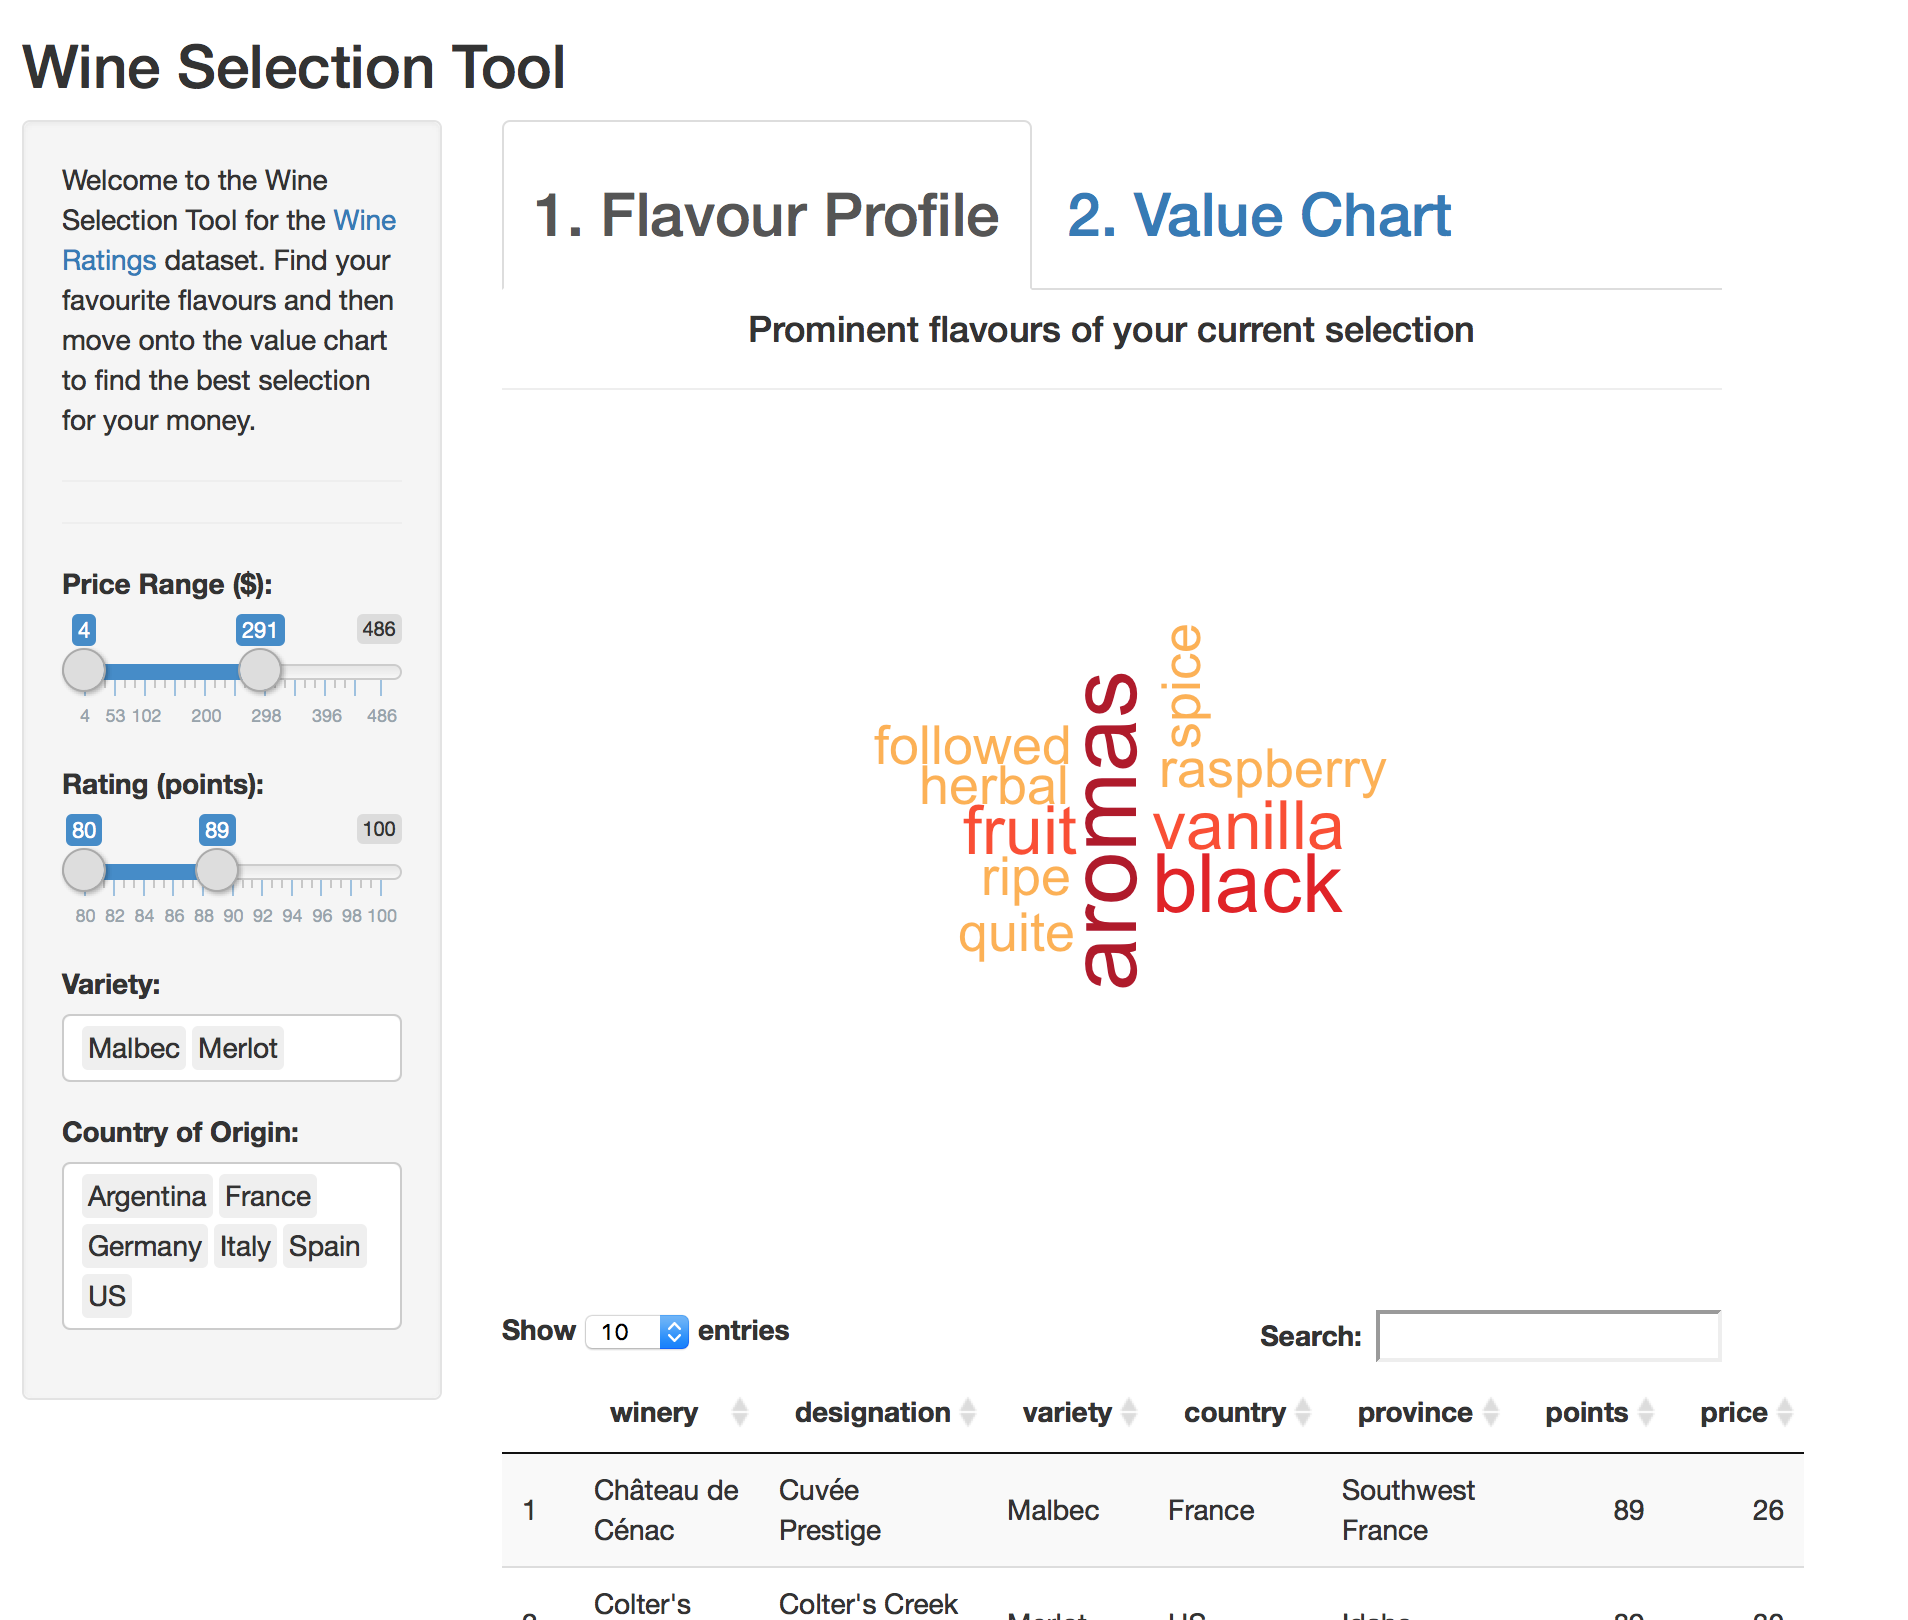 Wine Selection Tool
Welcome to the Wine
Selection Tool for the Wine
Ratings dataset. Find your
favourite flavours and then
move onto the value chart
to find the best selection
for your money.
Price Range ($):
4 291 486
4 53 102 200 298 396 486
Rating (points):
80 89 100
80 82 84 86 88 90 92 94 96 98 100
Variety:
Malbec Merlot
Country of Origin:
Argentina France
Germany Italy Spain
US
1. Flavour Profile 2. Value Chart
Prominent flavours of your current selection
spice
followed
herbal
raspberry
aromas
fruit
vanilla
ripe
black
quite
Show 10 entries
Search:
winery designation variety country province points price
1 Château de Cuvée Malbec France Southwest 89 26
Cénac Prestige France
Colter's Colter's Creek
Merlot US Idaho